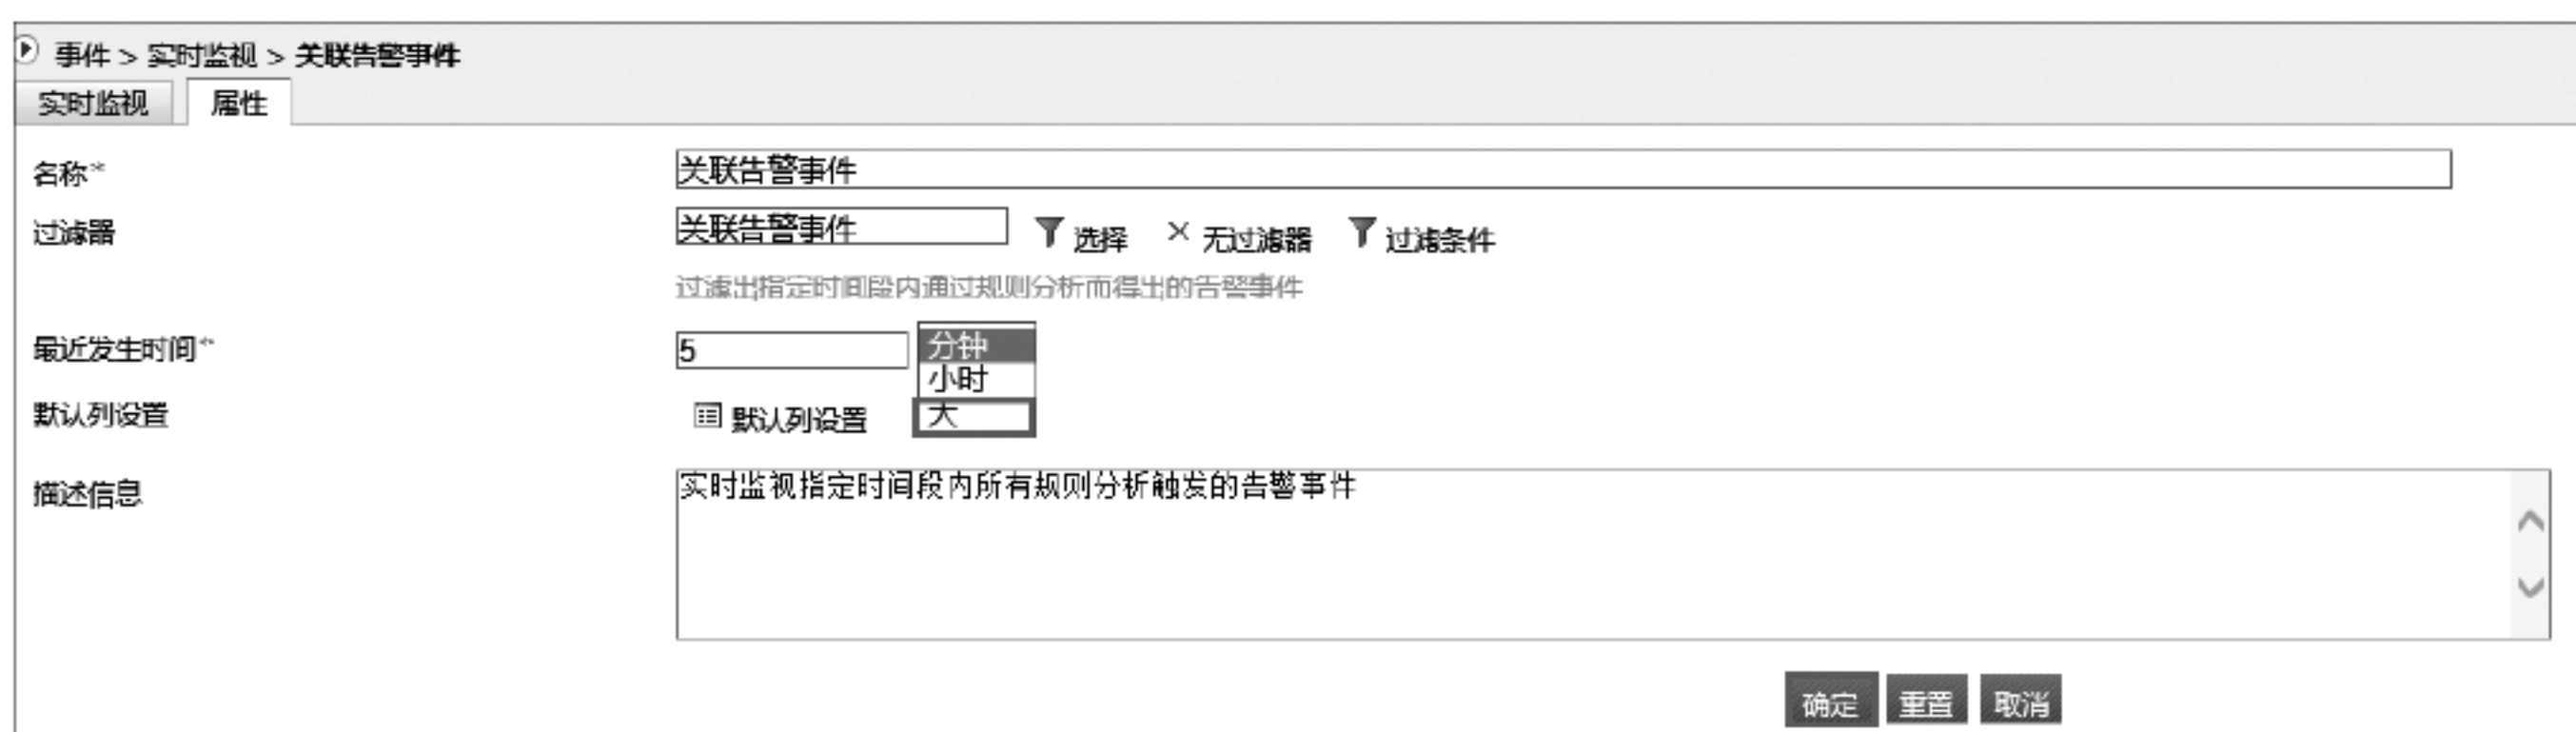 事件 > 实时监视 > 关联告警事件
实时监视 属性
名称* 关联告警事件
过滤器 关联告警事件 选择 × 无过滤器 过滤条件
过滤出指定时间段内通过规则分析而得出的告警事件
最近发生时间* 5 分钟
小时
默认列设置 默认列设置 大
描述信息 实时监视指定时间段内所有规则分析触发的告警事件
确定 重置 取消